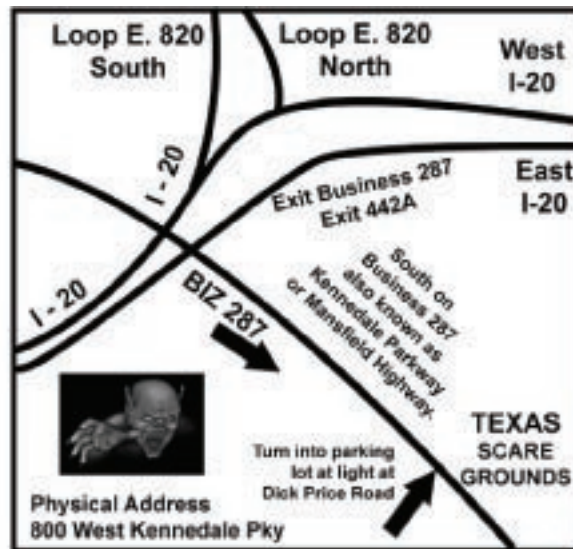 Loop E. 820
South
Loop E. 820
North
West
I-20
I - 20
Exit Business 287
Exit 442A
East
I-20
I - 20
BIZ 287
South on
Business 287
also known as
Kennedale Parkway
or Mansfield Highway.
TEXAS
SCARE
GROUNDS
Turn into parking
lot at light at
Dick Price Road
Physical Address
800 West Kennedale Pky